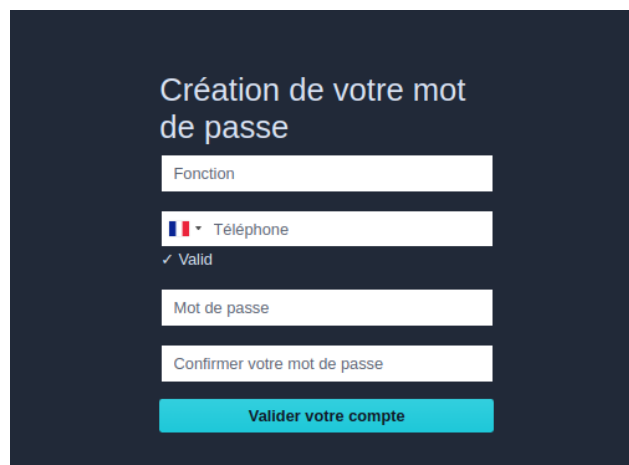 Création de votre mot
de passe
Fonction
Téléphone
✓ Valid
Mot de passe
Confirmer votre mot de passe
Valider votre compte